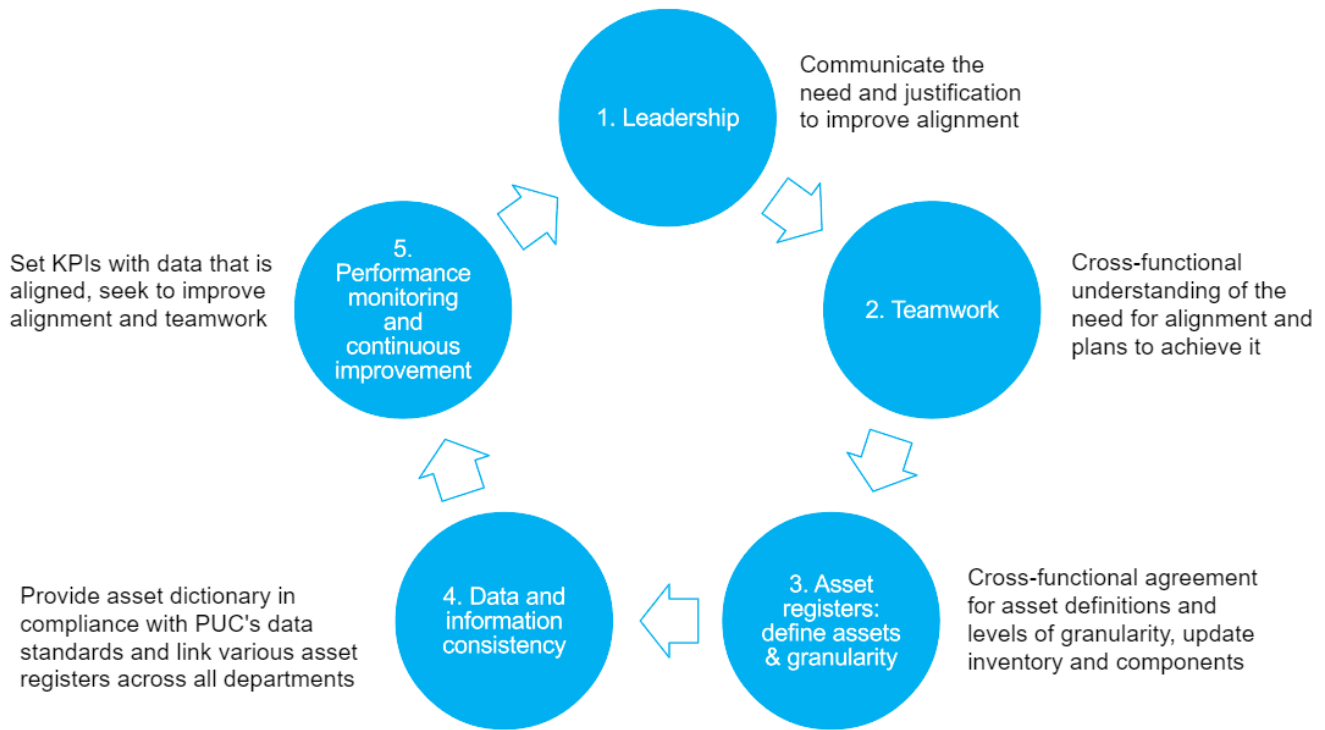 1. Leadership
Communicate the
need and justification
to improve alignment
2. Teamwork
Cross-functional
understanding of the
need for alignment and
plans to achieve it
3. Asset
registers:
define assets
& granularity
Cross-functional agreement
for asset definitions and
levels of granularity, update
inventory and components
4. Data and
information
consistency
Provide asset dictionary in
compliance with PUC's data
standards and link various asset
registers across all departments
5.
Performance
monitoring
and
continuous
improvement
Set KPIs with data that is
aligned, seek to improve
alignment and teamwork